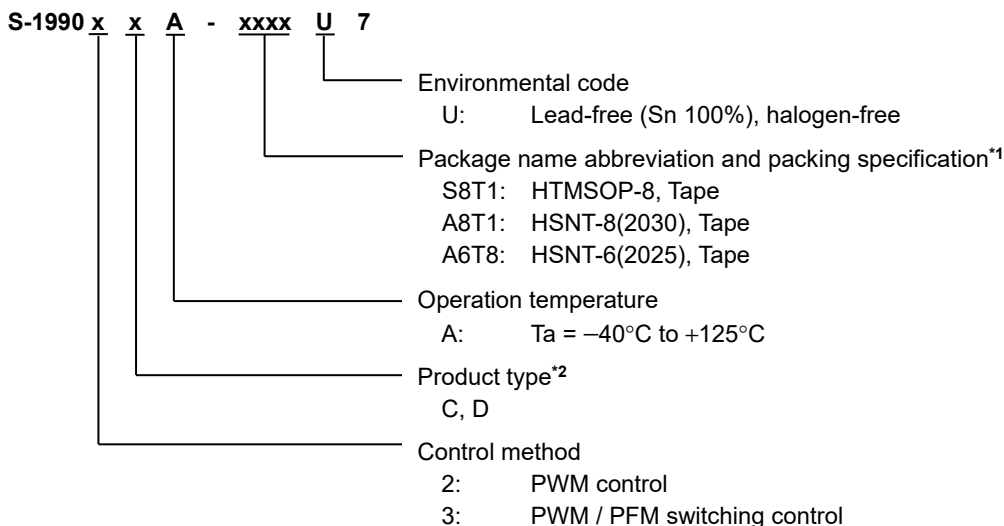 S-1990 x x A - xxxx U 7
Environmental code
U: Lead-free (Sn 100%), halogen-free
Package name abbreviation and packing specification*1
S8T1: HTMSOP-8, Tape
A8T1: HSNT-8(2030), Tape
A6T8: HSNT-6(2025), Tape
Operation temperature
A: Ta = −40°C to +125°C
Product type*2
C, D
Control method
2: PWM control
3: PWM / PFM switching control